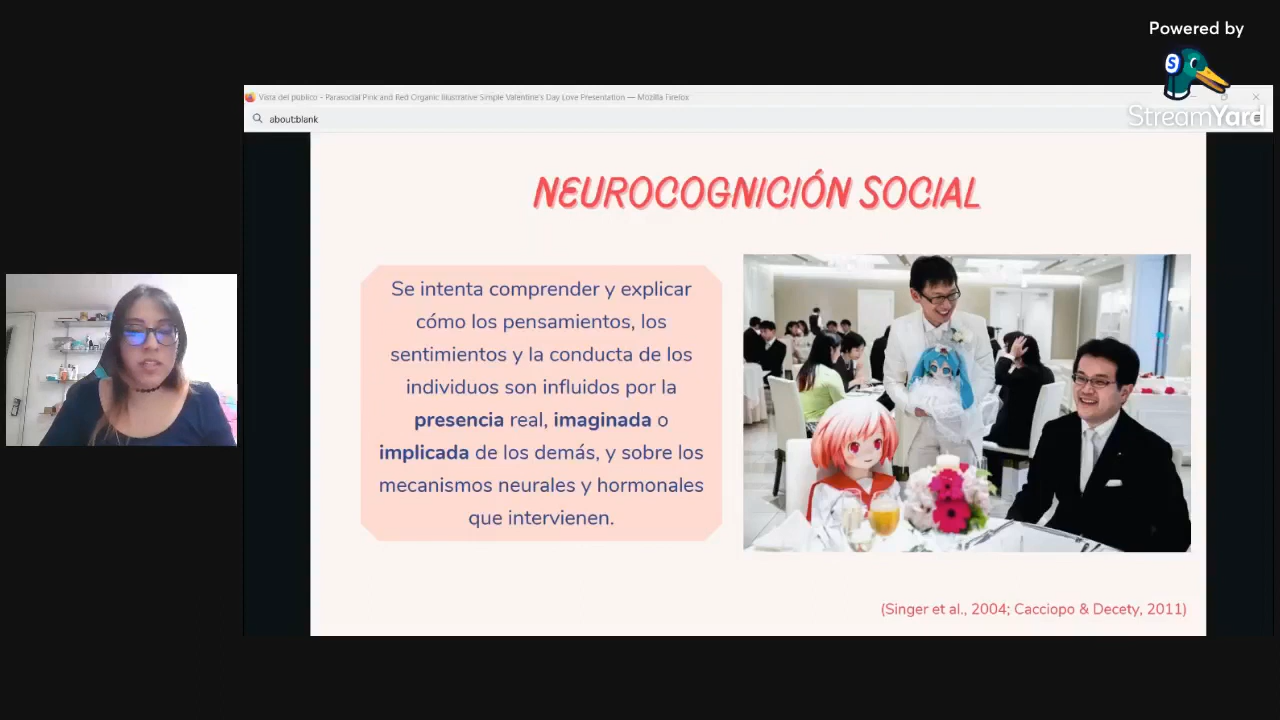 Powered by
StreamYard
Vista del público - Parasocial Pink and Red Organic Illustrative Simple Valentine's Day Love Presentation — Mozilla Firefox
about:blank
NEUROCOGNICIÓN SOCIAL
Se intenta comprender y explicar
cómo los pensamientos, los
sentimientos y la conducta de los
individuos son influidos por la
presencia real, imaginada o
implicada de los demás, y sobre los
mecanismos neurales y hormonales
que intervienen.
(Singer et al., 2004; Cacciopo & Decety, 2011)